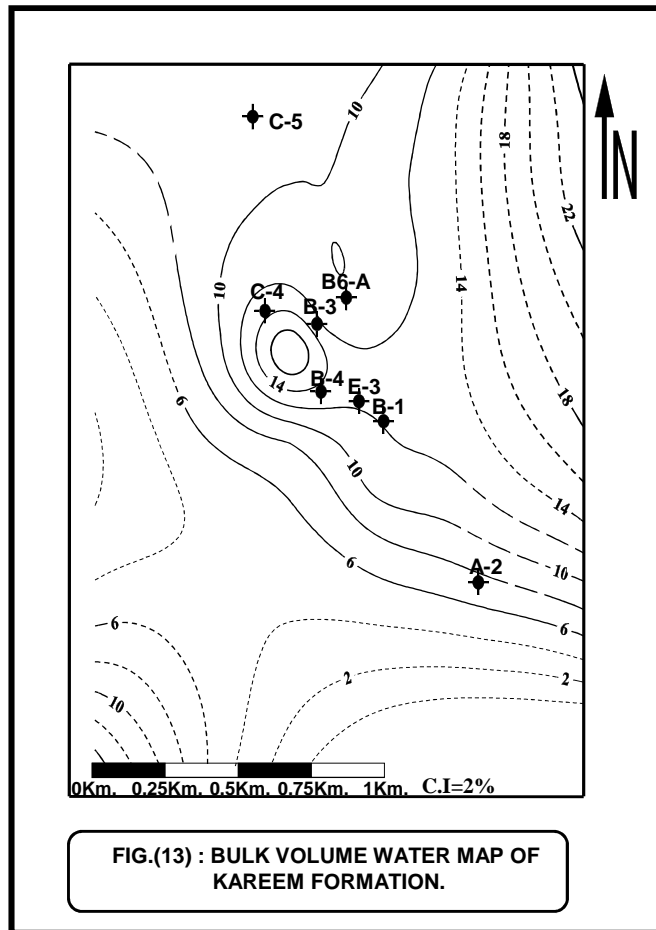 10
N
C-5
18
22
14
10
B6-A
C-4
B-3
14
B-4
E-3
B-1
6
18
10
14
A-2
10
6
6
6
2
2
10
0Km. 0.25Km. 0.5Km. 0.75Km. 1Km. C.I=2%
FIG.(13) : BULK VOLUME WATER MAP OF
KAREEM FORMATION.